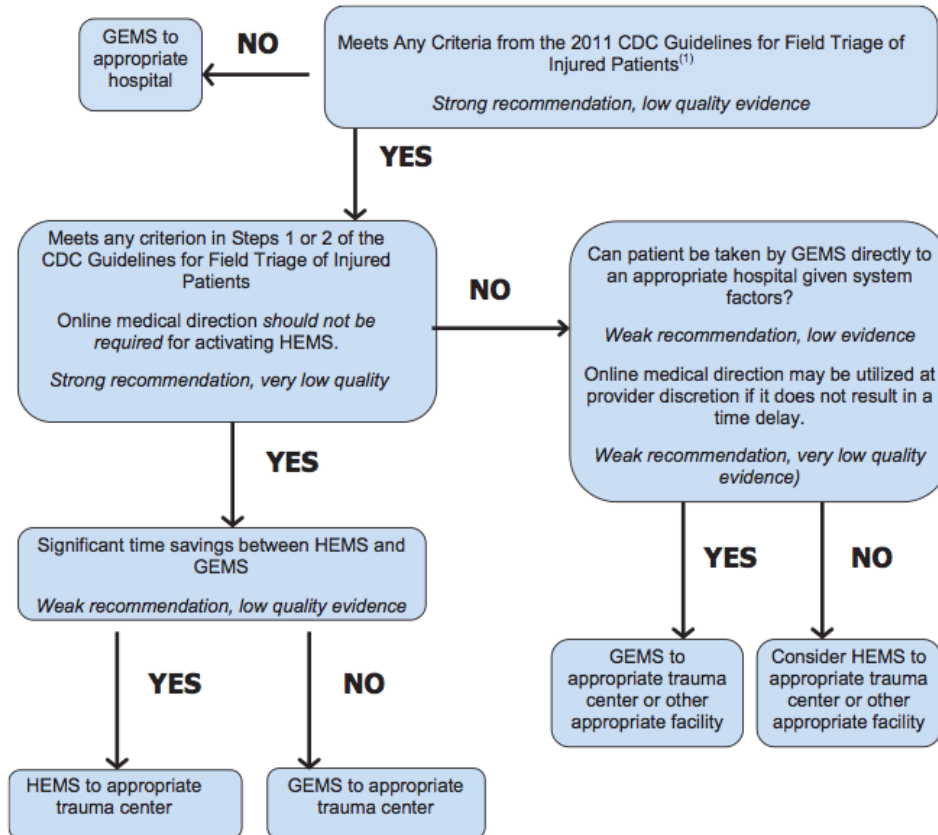 GEMS to
appropriate
hospital
NO
Meets Any Criteria from the 2011 CDC Guidelines for Field Triage of
Injured Patients(1)
Strong recommendation, low quality evidence
YES
Meets any criterion in Steps 1 or 2 of the
CDC Guidelines for Field Triage of Injured
Patients
Online medical direction should not be
required for activating HEMS.
Strong recommendation, very low quality
NO
Can patient be taken by GEMS directly to
an appropriate hospital given system
factors?
Weak recommendation, low evidence
Online medical direction may be utilized at
provider discretion if it does not result in a
time delay.
Weak recommendation, very low quality
evidence)
YES
Significant time savings between HEMS and
GEMS
Weak recommendation, low quality evidence
YES
NO
YES
NO
GEMS to
appropriate trauma
center or other
appropriate facility
Consider HEMS to
appropriate trauma
center or other
appropriate facility
HEMS to appropriate
trauma center
GEMS to appropriate
trauma center